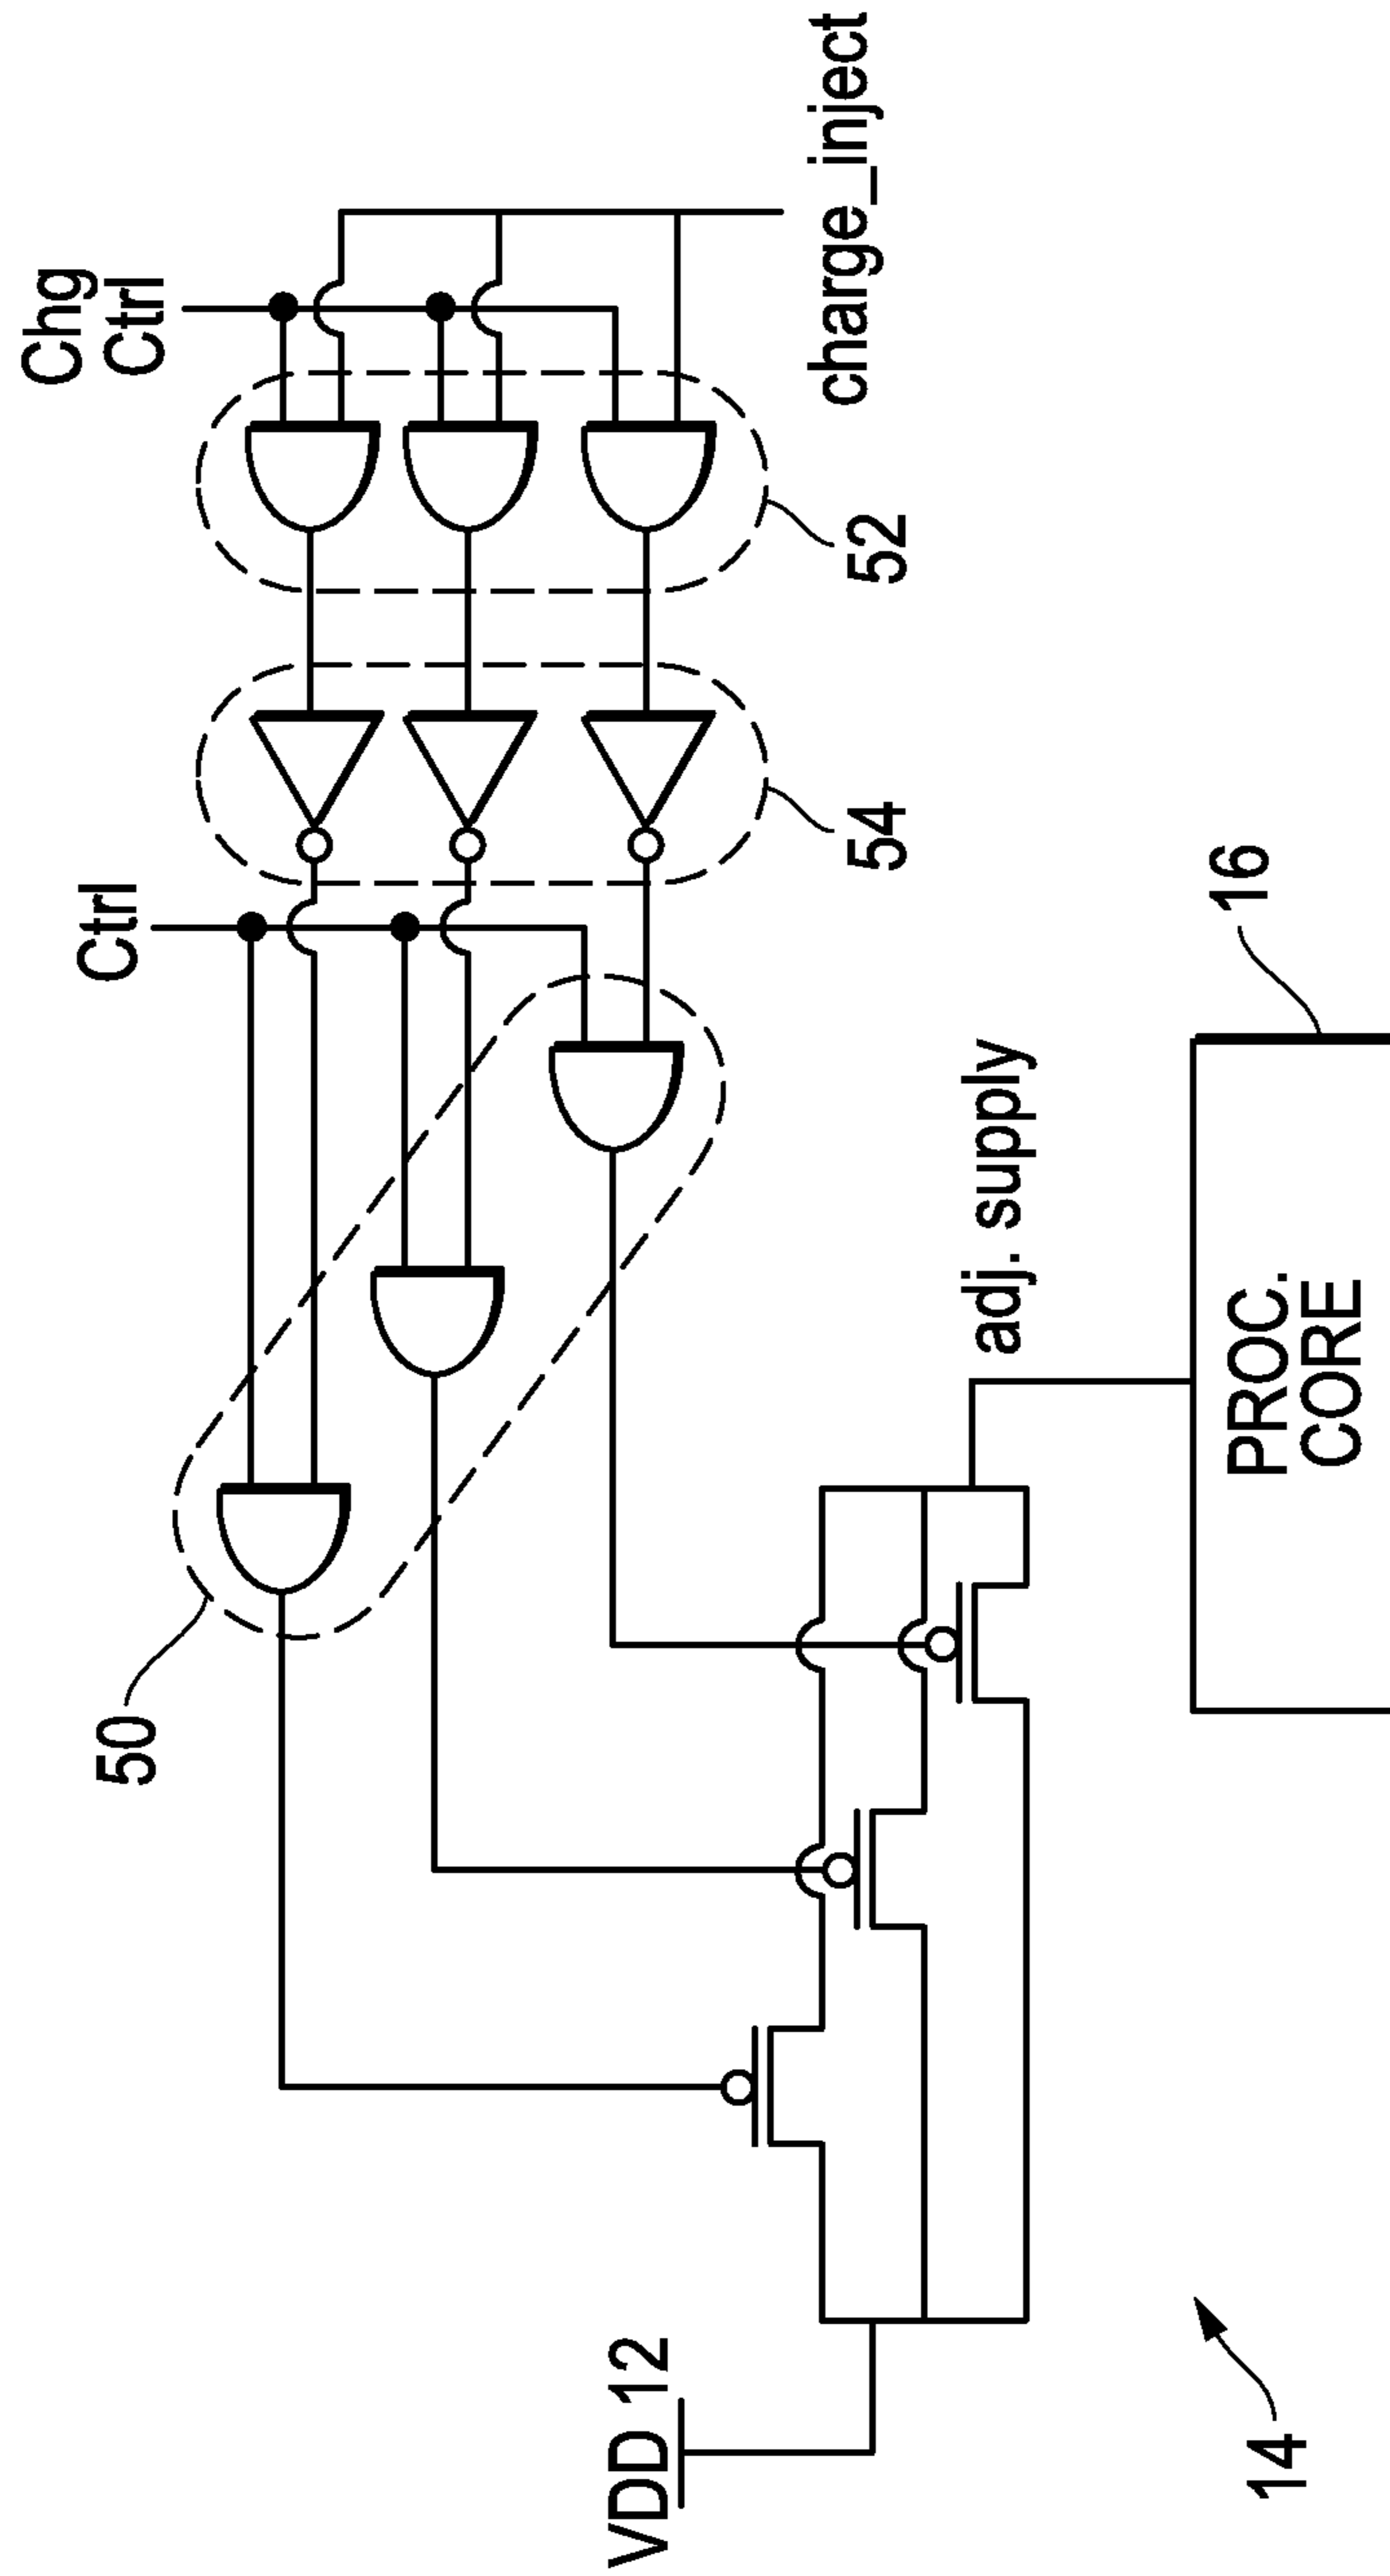 Chg
Ctrl
charge_inject
52
54
Ctrl
50
adj. supply
VDD 12
16
PROC.
CORE
14